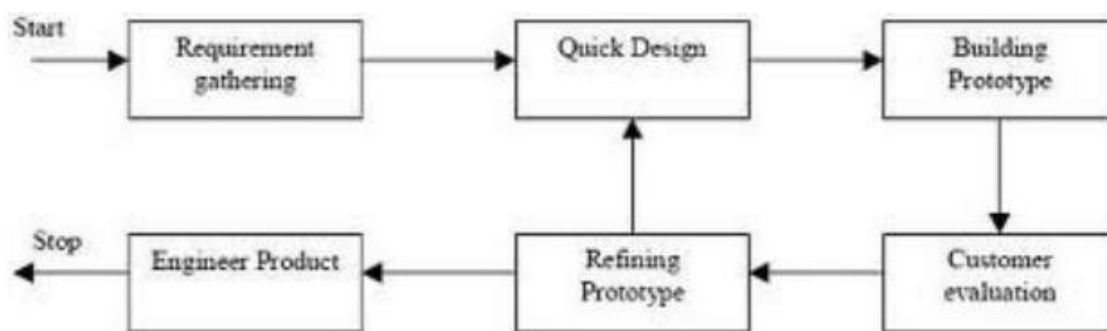 Start
Requirement
gathering
Quick Design
Building
Prototype
Stop
Engineer Product
Refining
Prototype
Customer
evaluation